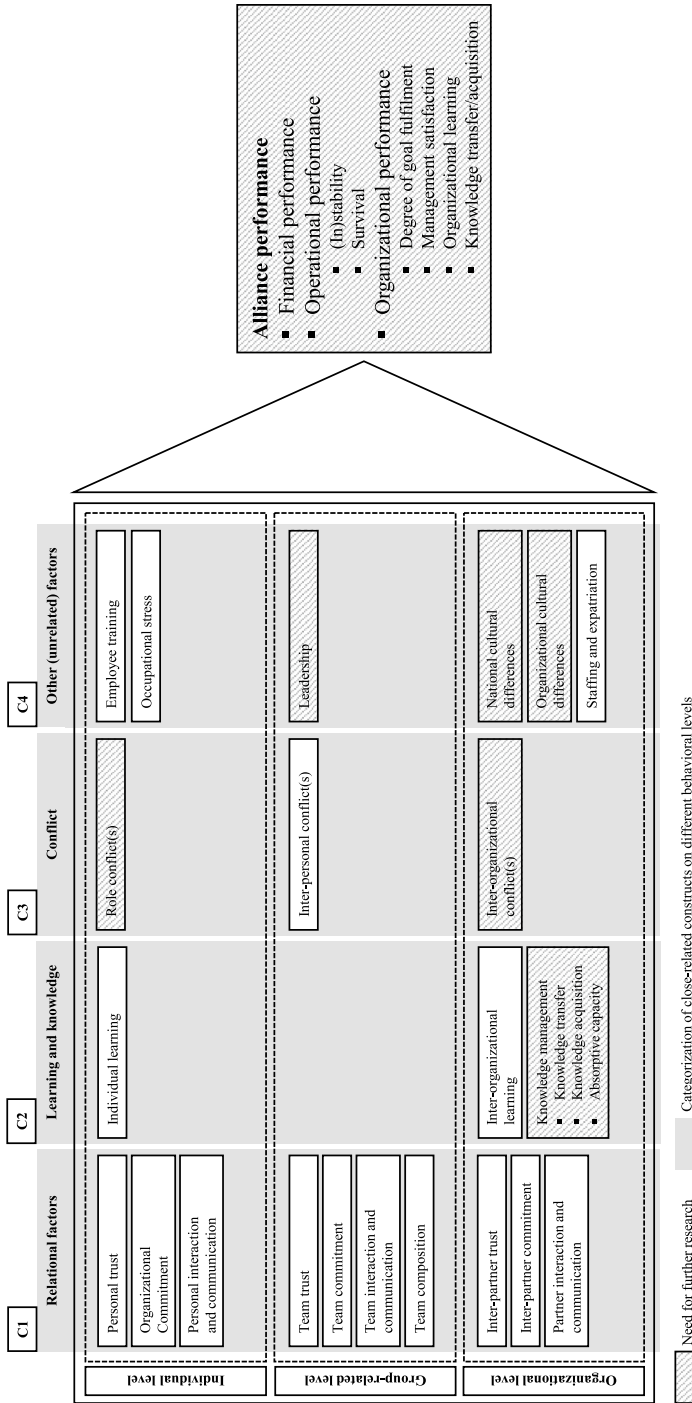 C1
C2
C3
C4
Relational factors
Learning and knowledge
Conflict
Other (unrelated) factors
Individual level
Personal trust
Organizational
Commitment
Personal interaction
and communication
Individual learning
Role conflict(s)
Employee training
Occupational stress
Group-related level
Team trust
Team commitment
Team interaction and
communication
Team composition
Inter-personal conflict(s)
Leadership
Organizational level
Inter-partner trust
Inter-partner commitment
Partner interaction and
communication
Inter-organizational
learning
Knowledge management
▪ Knowledge transfer
▪ Knowledge acquisition
▪ Absorptive capacity
Inter-organizational
conflict(s)
National cultural
differences
Organizational cultural
differences
Staffing and expatriation
Alliance performance
▪ Financial performance
▪ Operational performance
▪ (In)stability
▪ Survival
▪ Organizational performance
▪ Degree of goal fulfilment
▪ Management satisfaction
▪ Organizational learning
▪ Knowledge transfer/acquisition
Need for further research
Categorization of close-related constructs on different behavioral levels